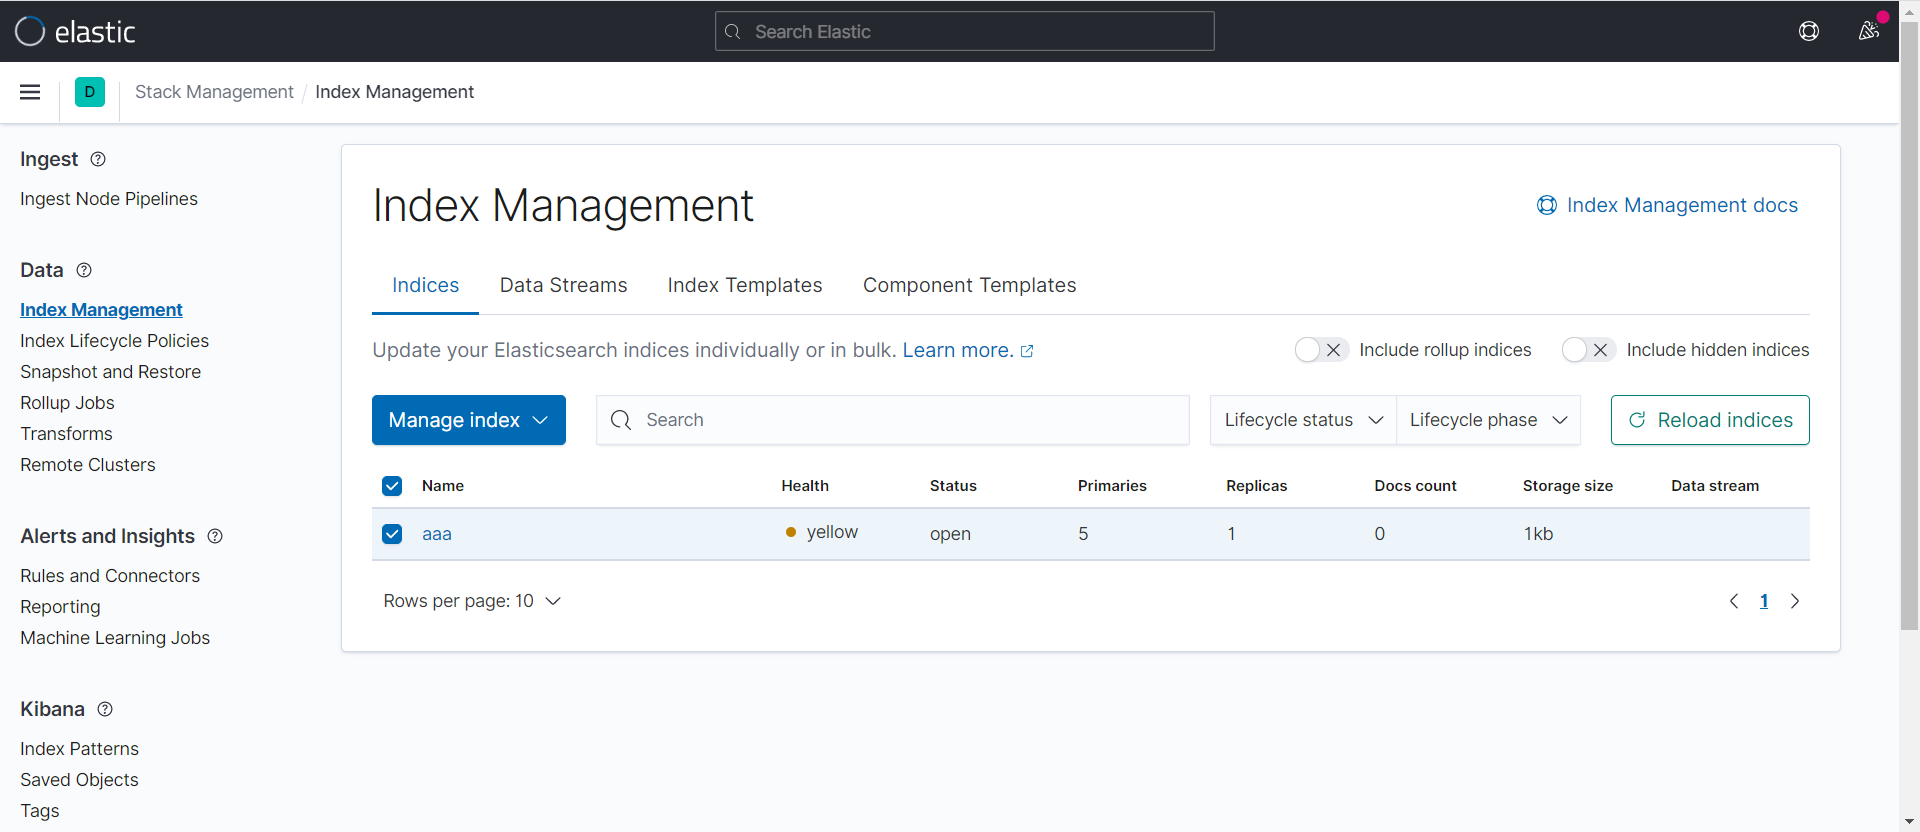 elastic
Search Elastic
D
Stack Management / Index Management
Ingest
Ingest Node Pipelines
Data
Index Management
Index Lifecycle Policies
Snapshot and Restore
Rollup Jobs
Transforms
Remote Clusters
Alerts and Insights
Rules and Connectors
Reporting
Machine Learning Jobs
Kibana
Index Patterns
Saved Objects
Tags
Index Management
Index Management docs
Indices Data Streams Index Templates Component Templates
Update your Elasticsearch indices individually or in bulk. Learn more.
Include rollup indices Include hidden indices
Manage index Search Lifecycle status Lifecycle phase Reload indices
Name Health Status Primaries Replicas Docs count Storage size Data stream
aaa yellow open 5 1 0 1kb
Rows per page: 10
1